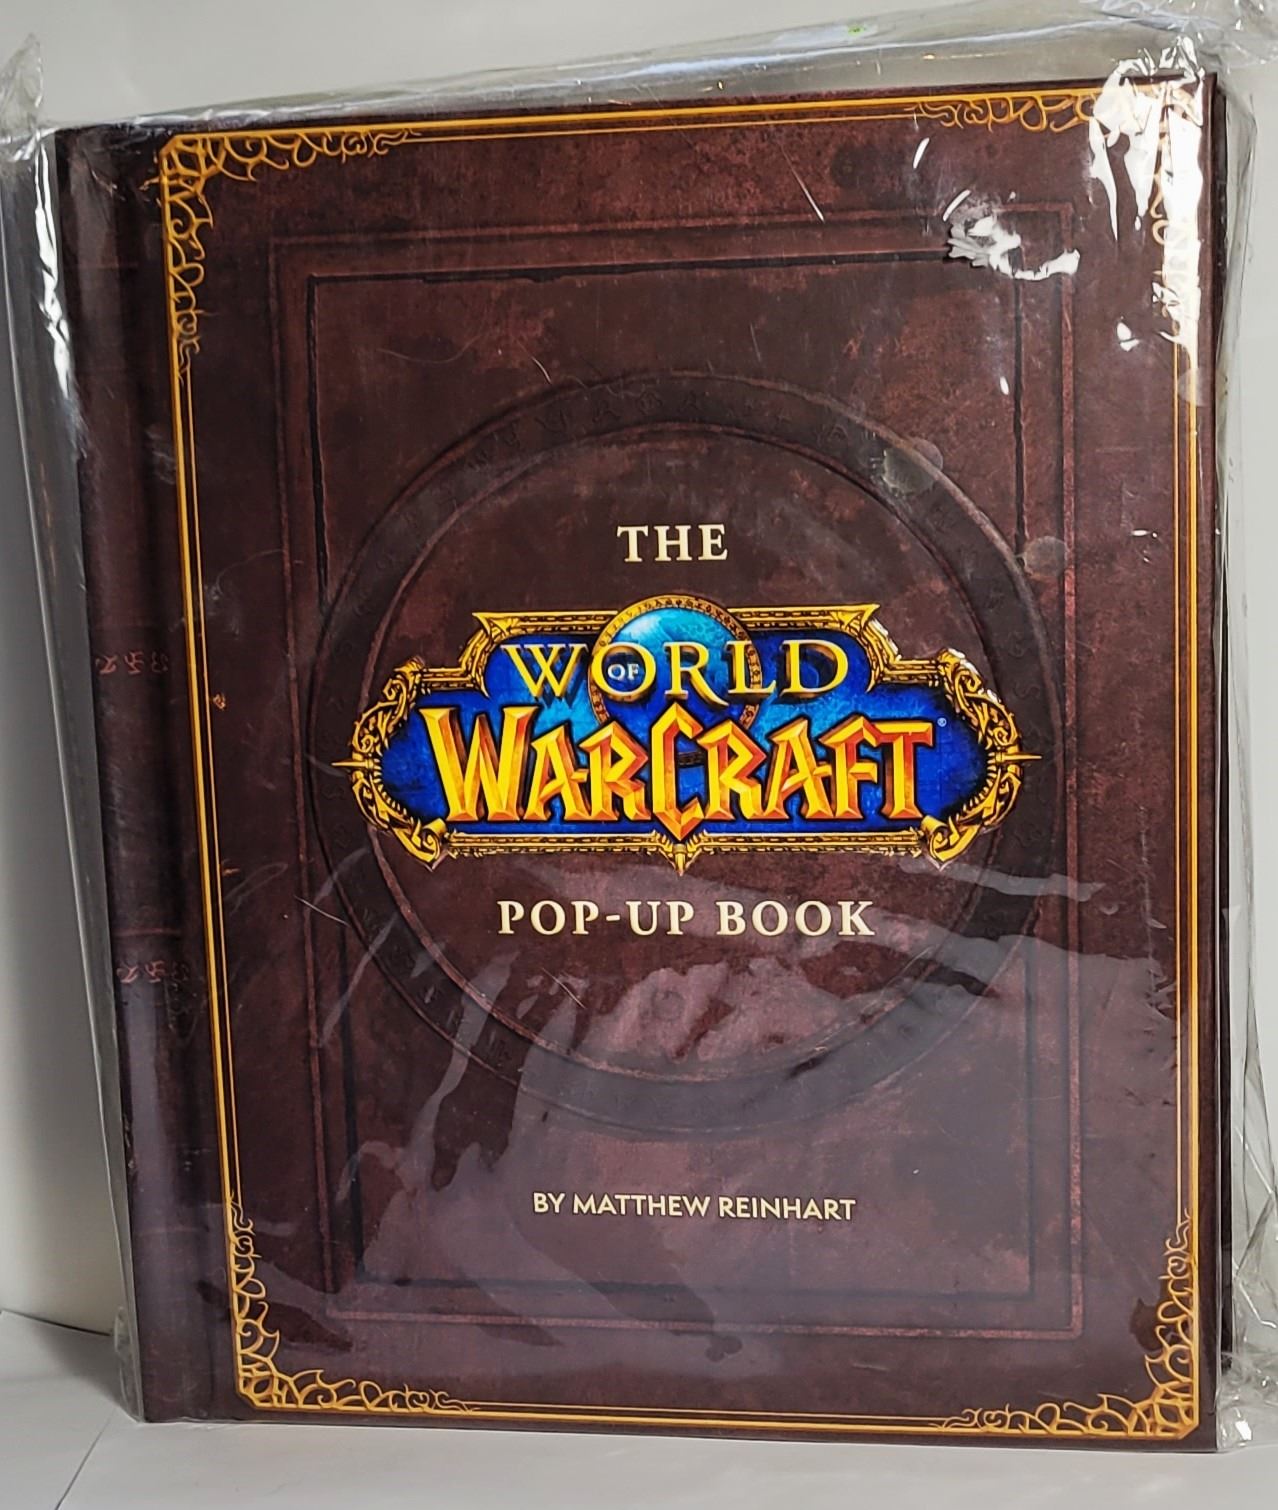 THE
WORLD
OF
WARCRAFT®
POP-UP BOOK
BY MATTHEW REINHART